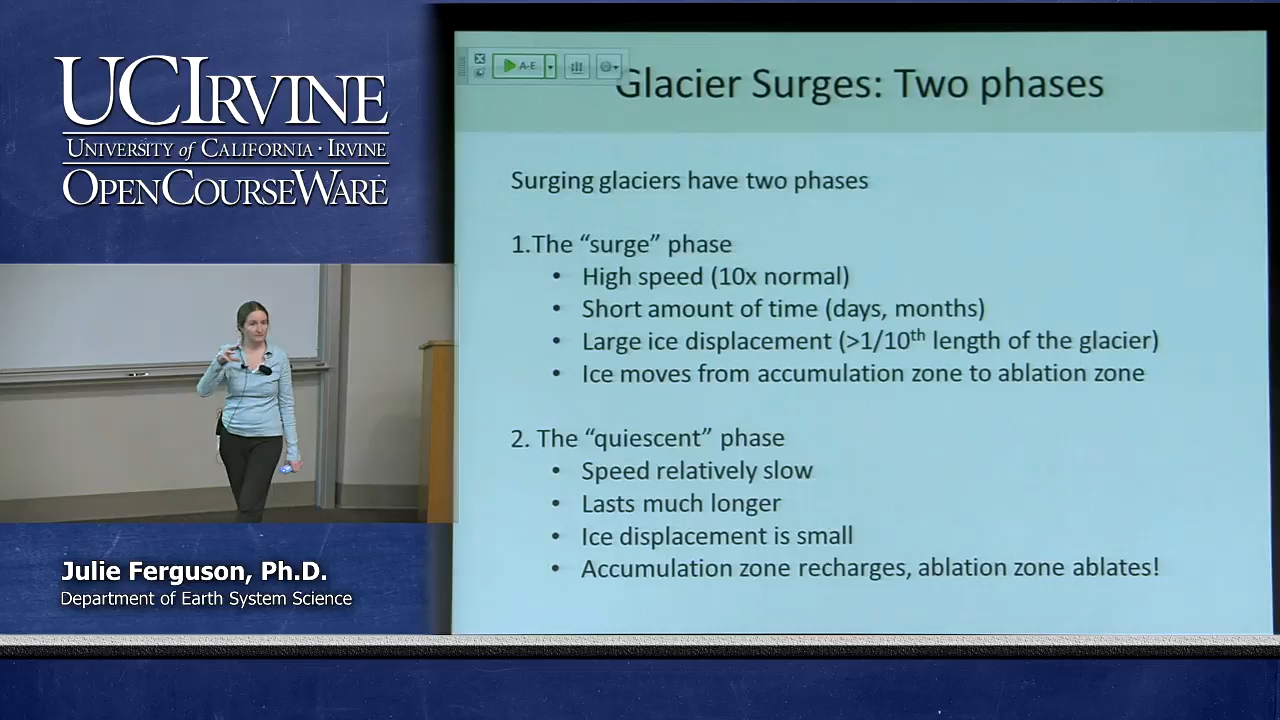 UCIRVINE
UNIVERSITY of CALIFORNIA · IRVINE
OPENCOURSEWARE
A-E
Glacier Surges: Two phases
Surging glaciers have two phases
1.The “surge” phase
• High speed (10x normal)
• Short amount of time (days, months)
• Large ice displacement (>1/10th length of the glacier)
• Ice moves from accumulation zone to ablation zone
2. The “quiescent” phase
• Speed relatively slow
• Lasts much longer
• Ice displacement is small
• Accumulation zone recharges, ablation zone ablates!
Julie Ferguson, Ph.D.
Department of Earth System Science